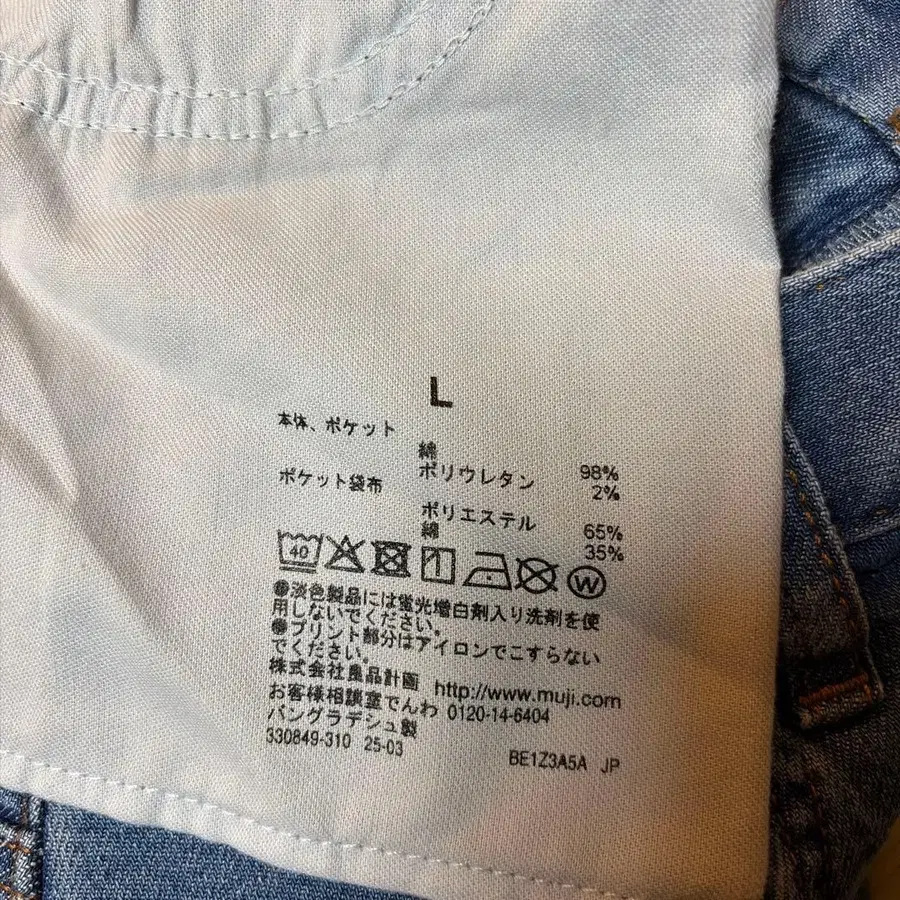 L
本体、ポケット
綿 98%
ポリウレタン 2%
ポケット袋布
ポリエステル 65%
綿 35%
40 W
淡色製品には蛍光増白剤入り洗剤を使
用しないでください。
プリント部分はアイロンでこすらない
でください。
株式会社良品計画 http://www.muji.com
お客様相談室でんわ 0120-14-6404
バングラデシュ製
330849-310 25-03 BE1Z3A5A JP